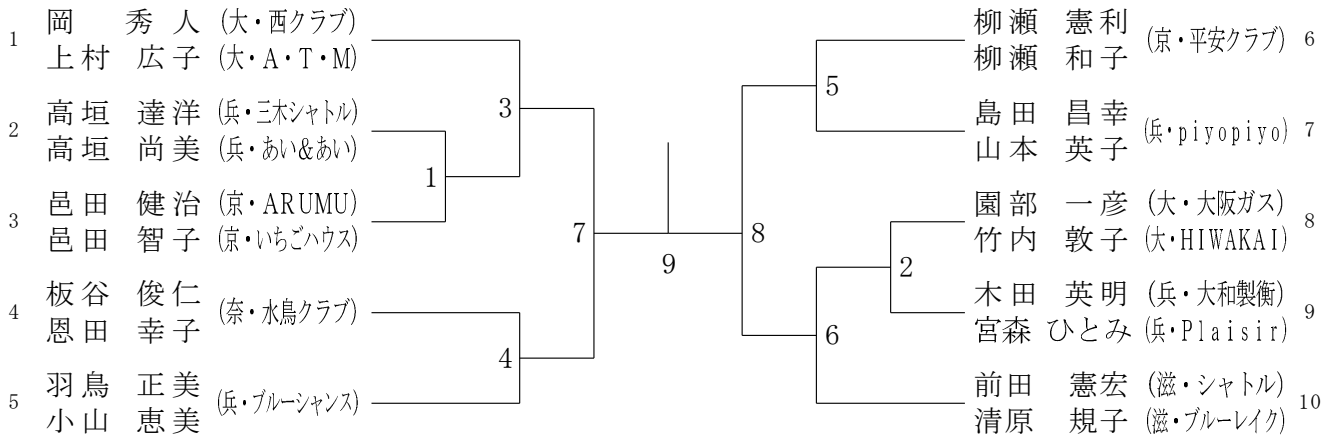 1
岡 秀人 (大・西クラブ)
上村 広子 (大・A・T・M)
2
高垣 達洋 (兵・三木シャトル)
高垣 尚美 (兵・あい&あい)
3
邑田 健治 (京・ARUMU)
邑田 智子 (京・いちごハウス)
4
板谷 俊仁
恩田 幸子
(奈・水鳥クラブ)
5
羽鳥 正美
小山 恵美
(兵・ブルーシャンス)
1
3
4
7
9
8
5
2
6
柳瀬 憲利
柳瀬 和子
(京・平安クラブ) 6
島田 昌幸
山本 英子
(兵・piyopiyo) 7
園部 一彦 (大・大阪ガス)
竹内 敦子 (大・HIWAKAI)
8
木田 英明 (兵・大和製衡)
宮森 ひとみ (兵・Plaisir)
9
前田 憲宏 (滋・シャトル)
清原 規子 (滋・ブルーレイク)
10